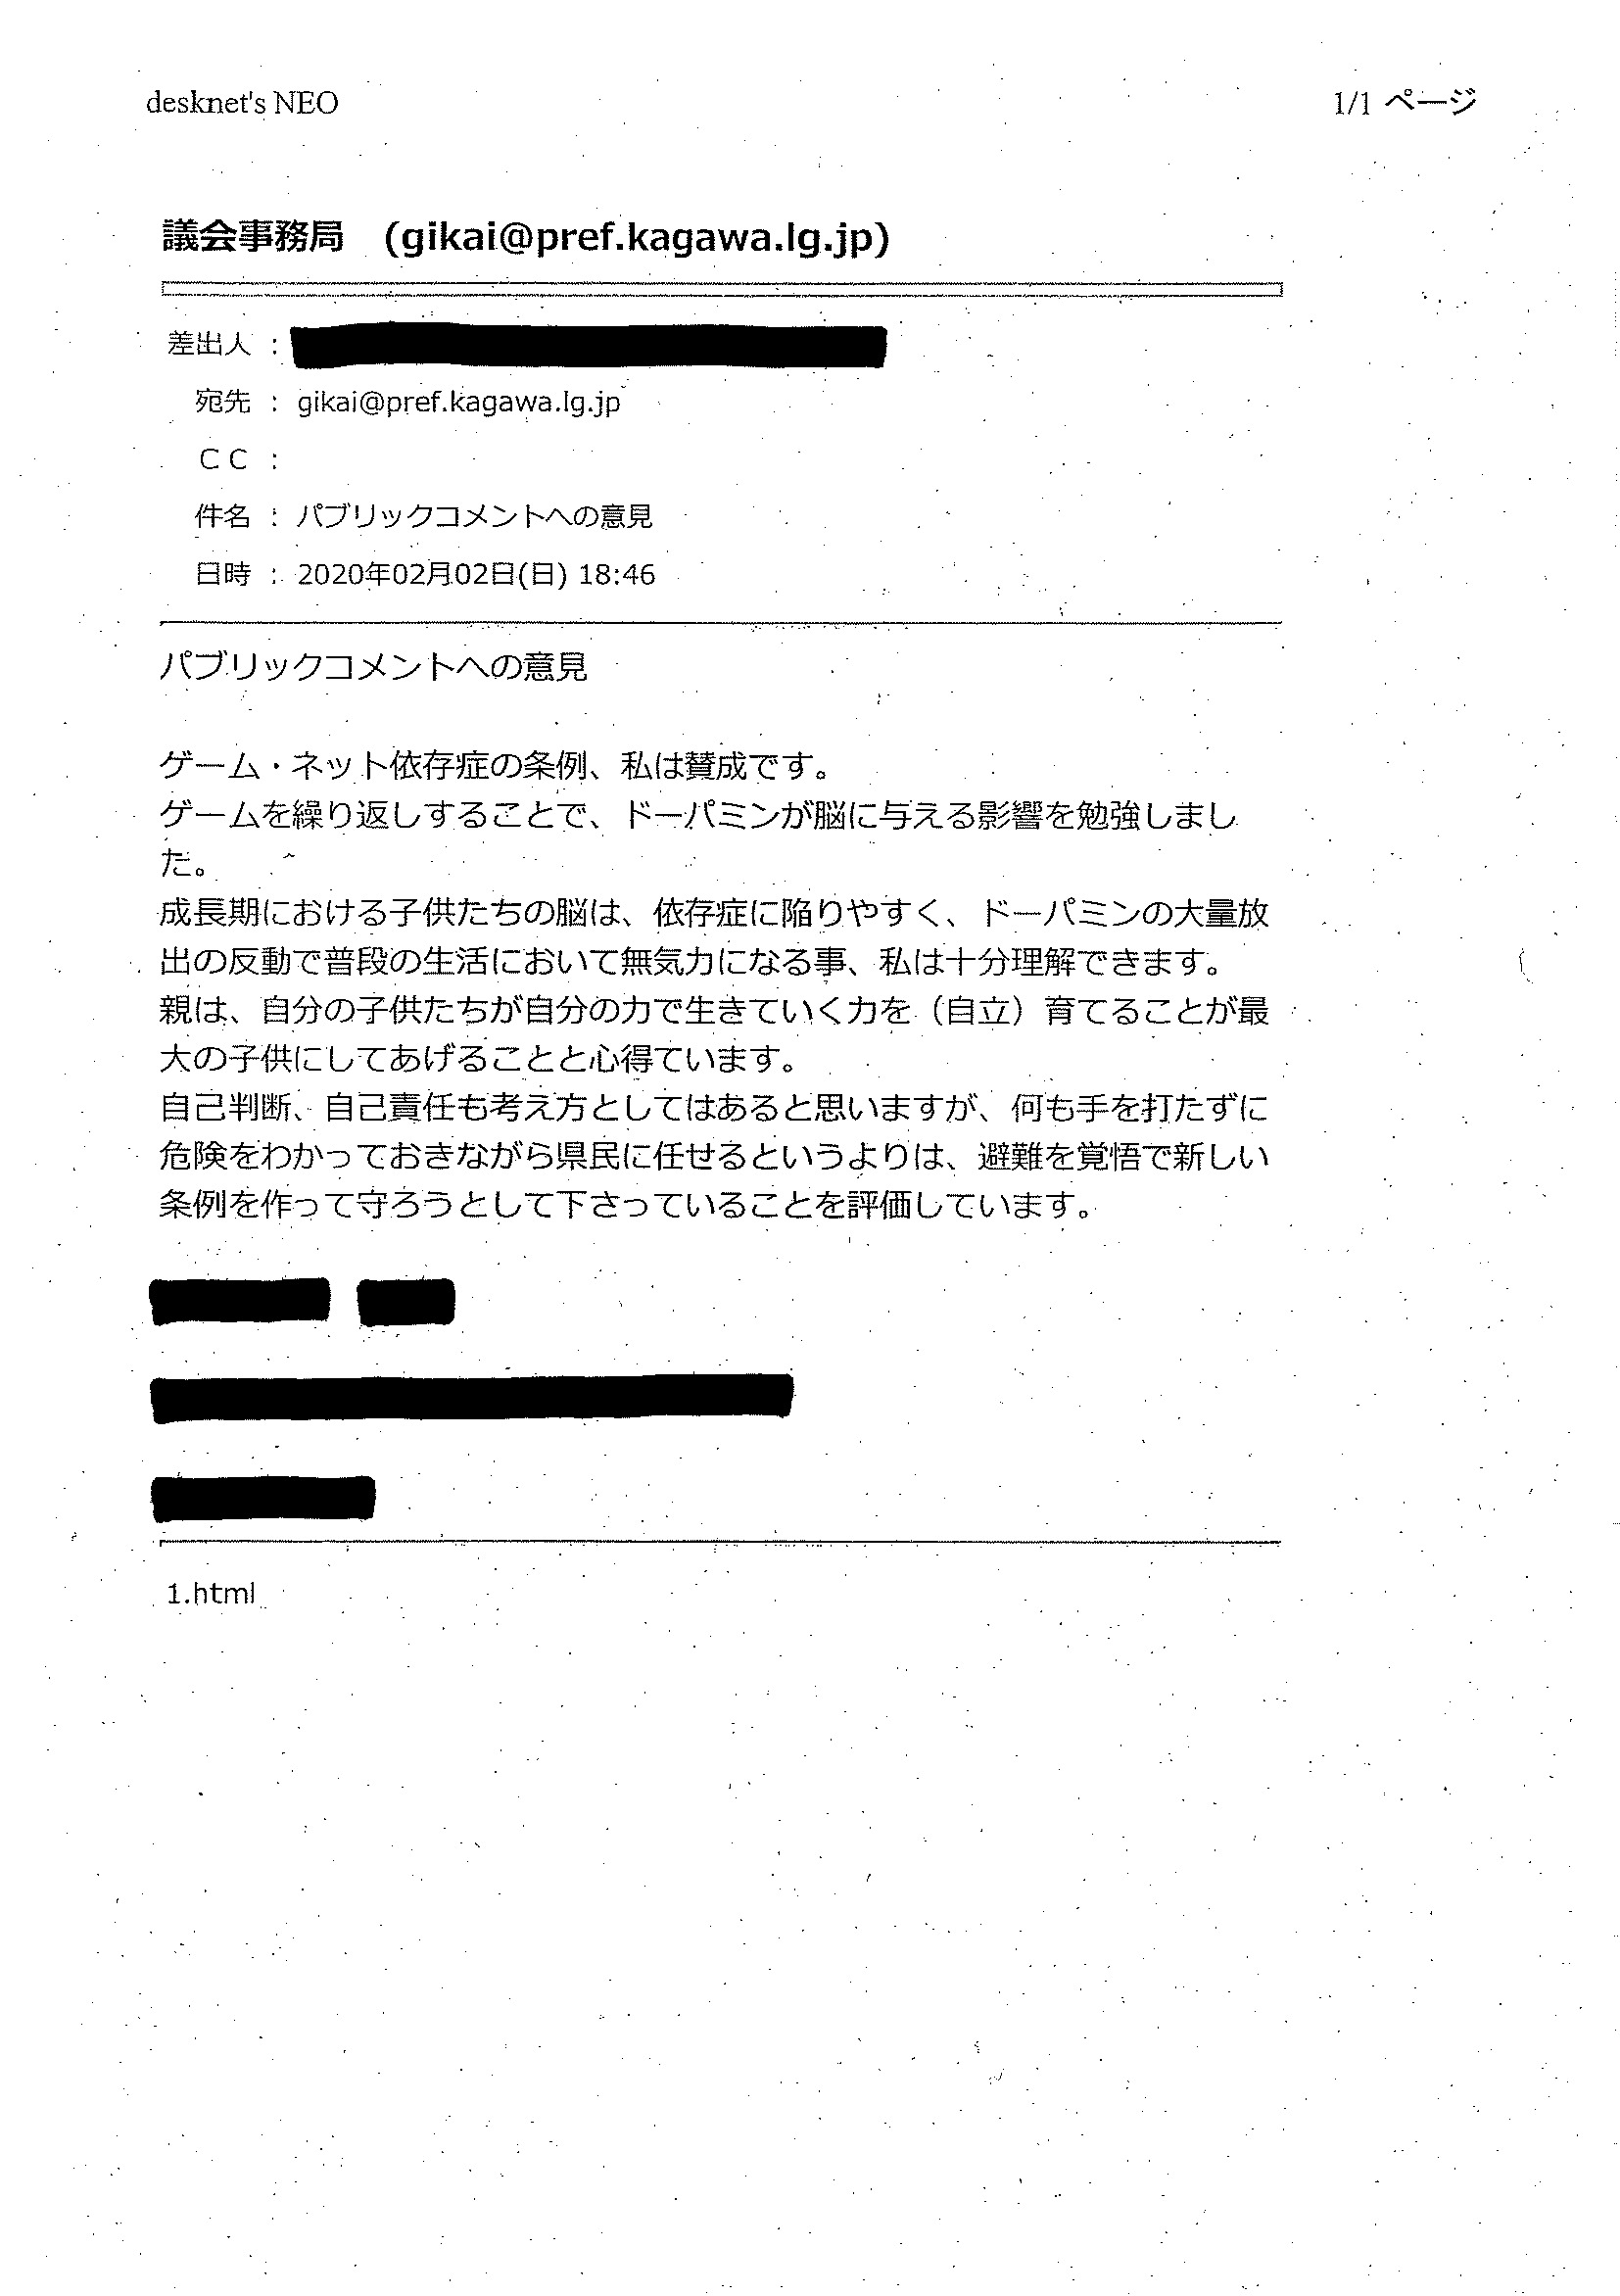 desknet's NEO
1/1 ページ
議会事務局　(gikai@pref.kagawa.lg.jp)
差出人 :
宛先 : gikai@pref.kagawa.lg.jp
ＣＣ :
件名 : パブリックコメントへの意見
日時 : 2020年02月02日(日) 18:46
パブリックコメントへの意見
ゲーム・ネット依存症の条例、私は賛成です。
ゲームを繰り返しすることで、ドーパミンが脳に与える影響を勉強しまし
た。
成長期における子供たちの脳は、依存症に陥りやすく、ドーパミンの大量放
出の反動で普段の生活において無気力になる事、私は十分理解できます。
親は、自分の子供たちが自分の力で生きていく力を（自立）育てることが最
大の子供にしてあげることと心得ています。
自己判断、自己責任も考え方としてはあると思いますが、何も手を打たずに
危険をわかっておきながら県民に任せるというよりは、避難を覚悟で新しい
条例を作って守ろうとして下さっていることを評価しています。
1.html